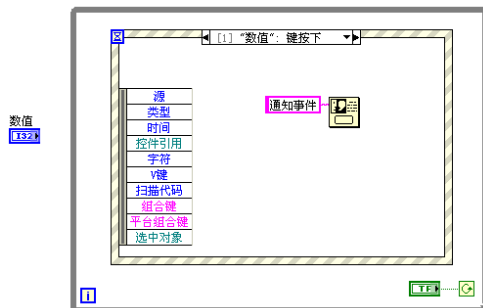 [1] "数值": 键按下
数值
I32
源
类型
时间
控件引用
字符
V键
扫描代码
组合键
平台组合键
选中对象
通知事件
i
TF